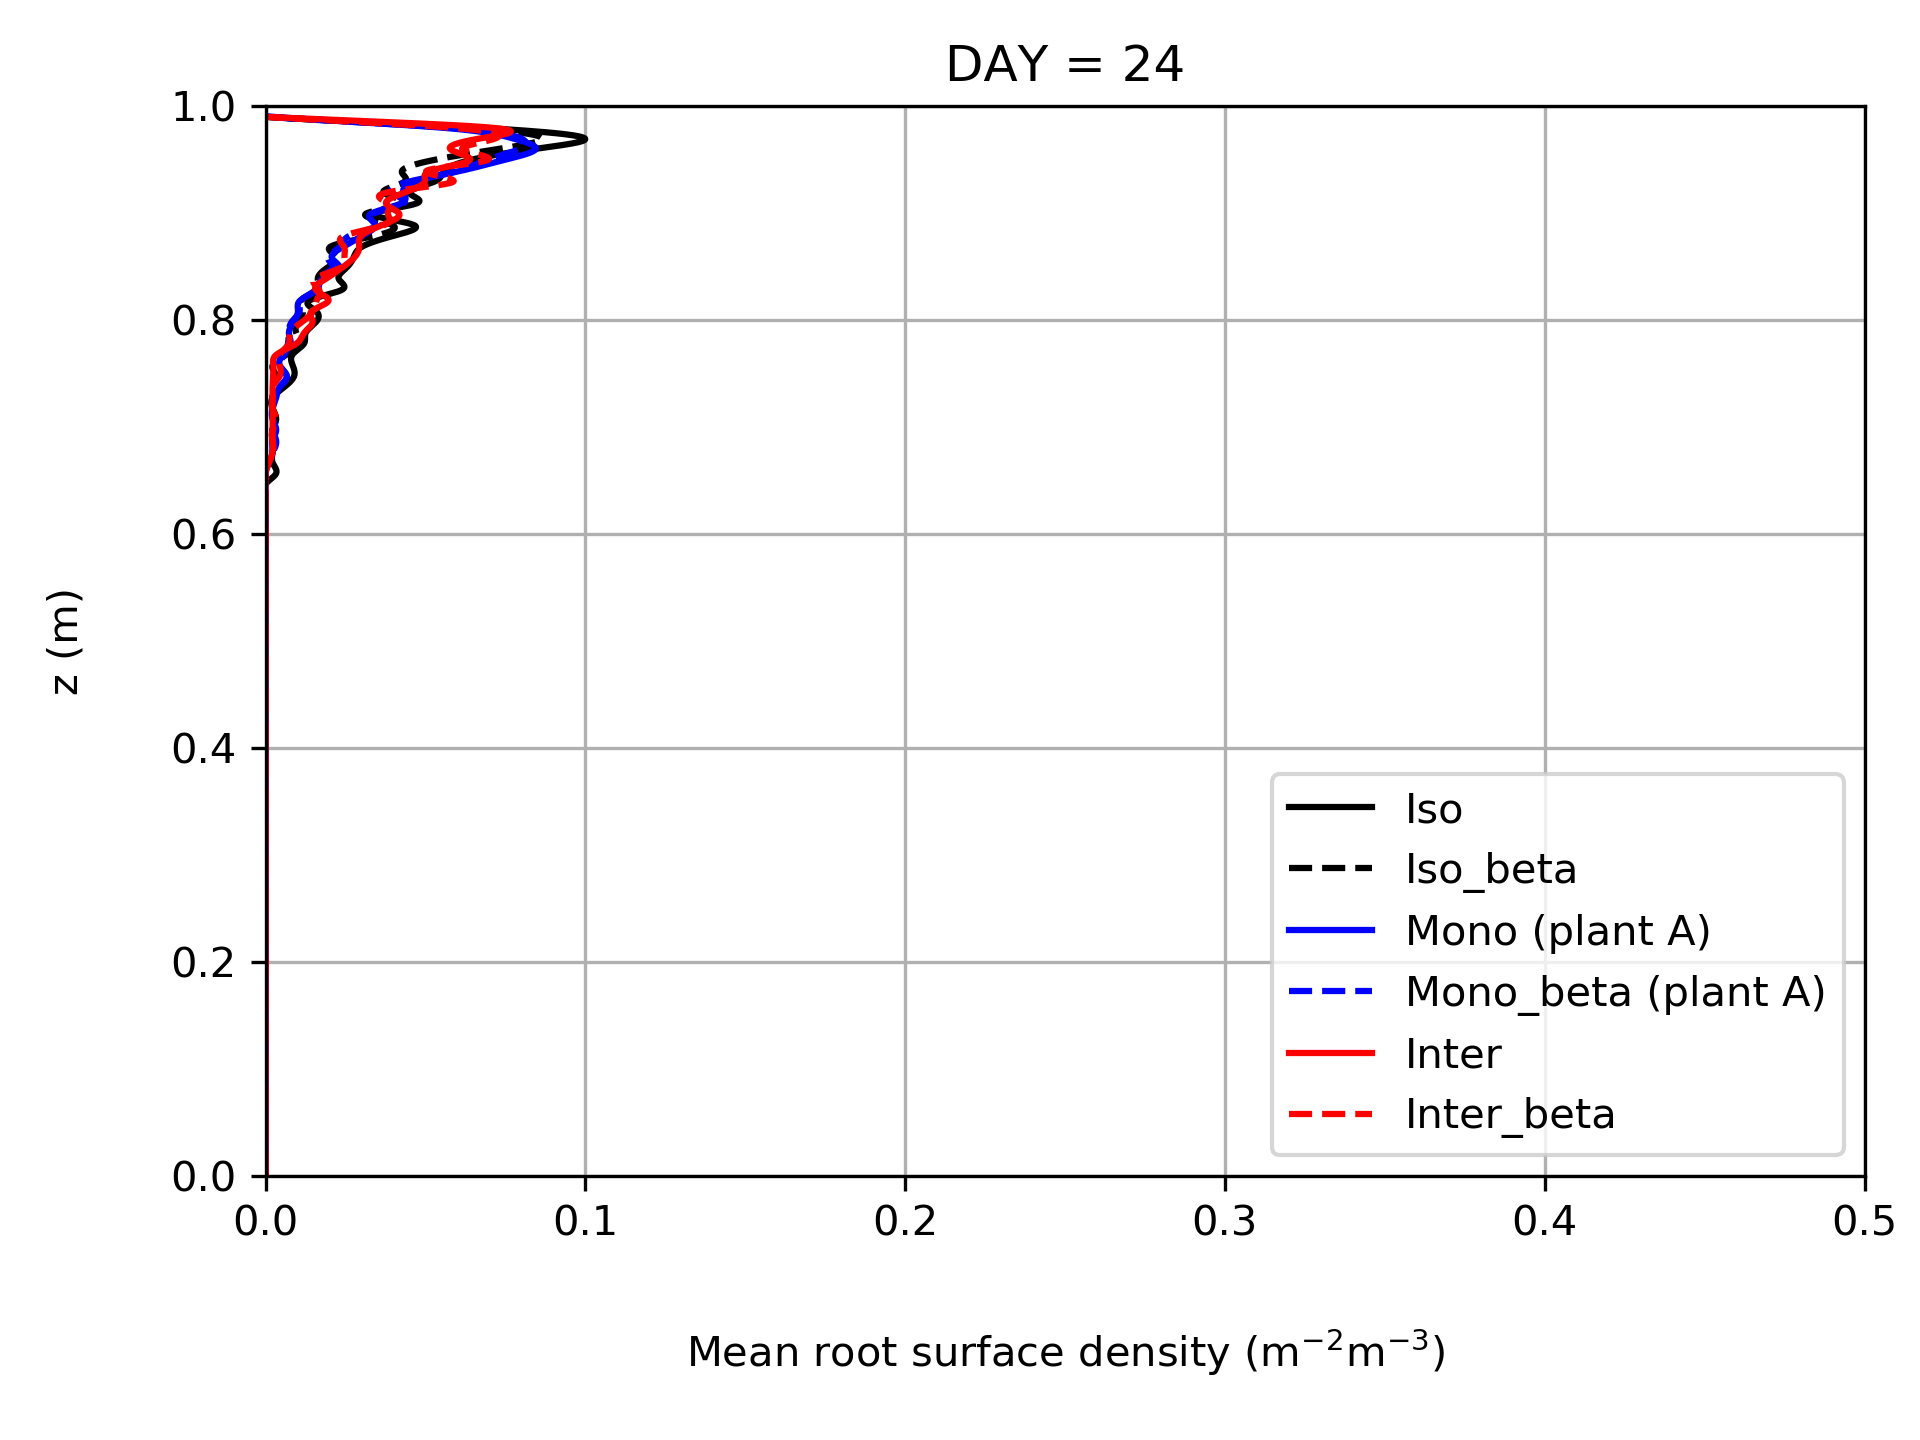 DAY = 24
1.0
0.8
0.6
0.4
0.2
0.0
z (m)
0.0 0.1 0.2 0.3 0.4 0.5
Iso
Iso_beta
Mono (plant A)
Mono_beta (plant A)
Inter
Inter_beta
Mean root surface density (m⁻²m⁻³)